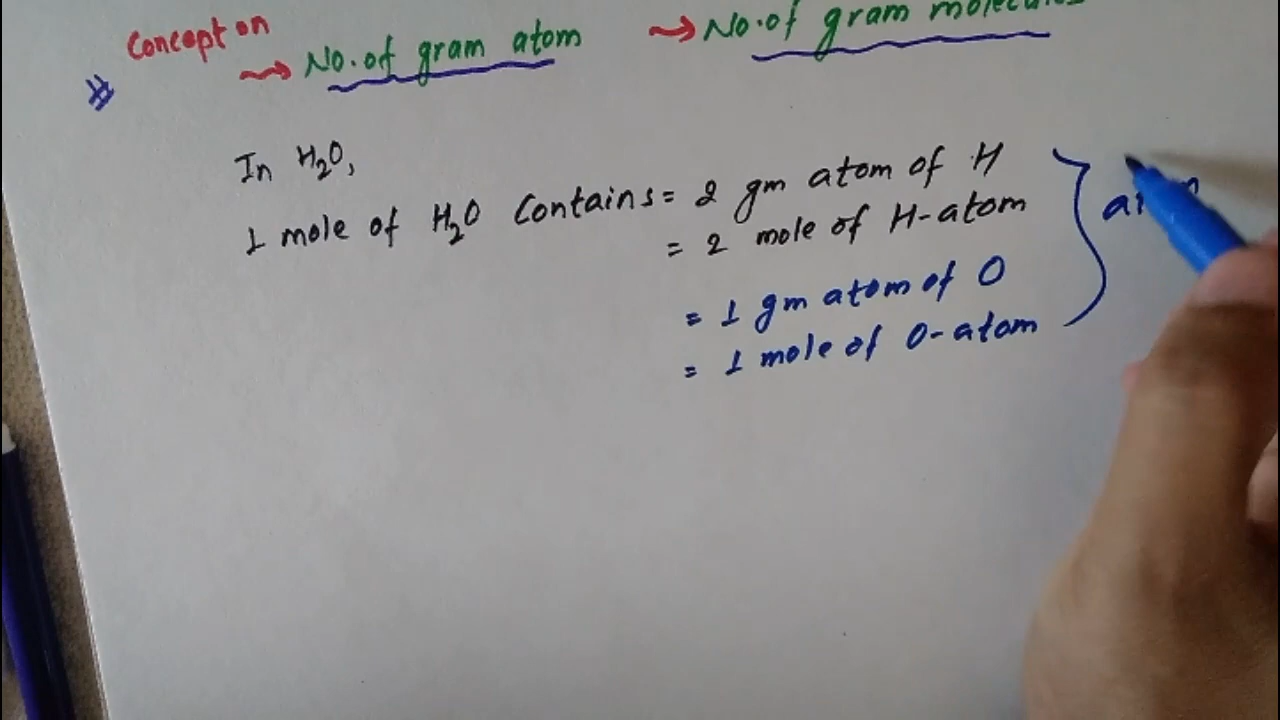 Concept on
→ No. of gram atom → No. of gram
In H₂O,
1 mole of H₂O Contains = 2 gm atom of H
= 2 mole of H-atom
= 1 gm atom of O
= 1 mole of O-atom